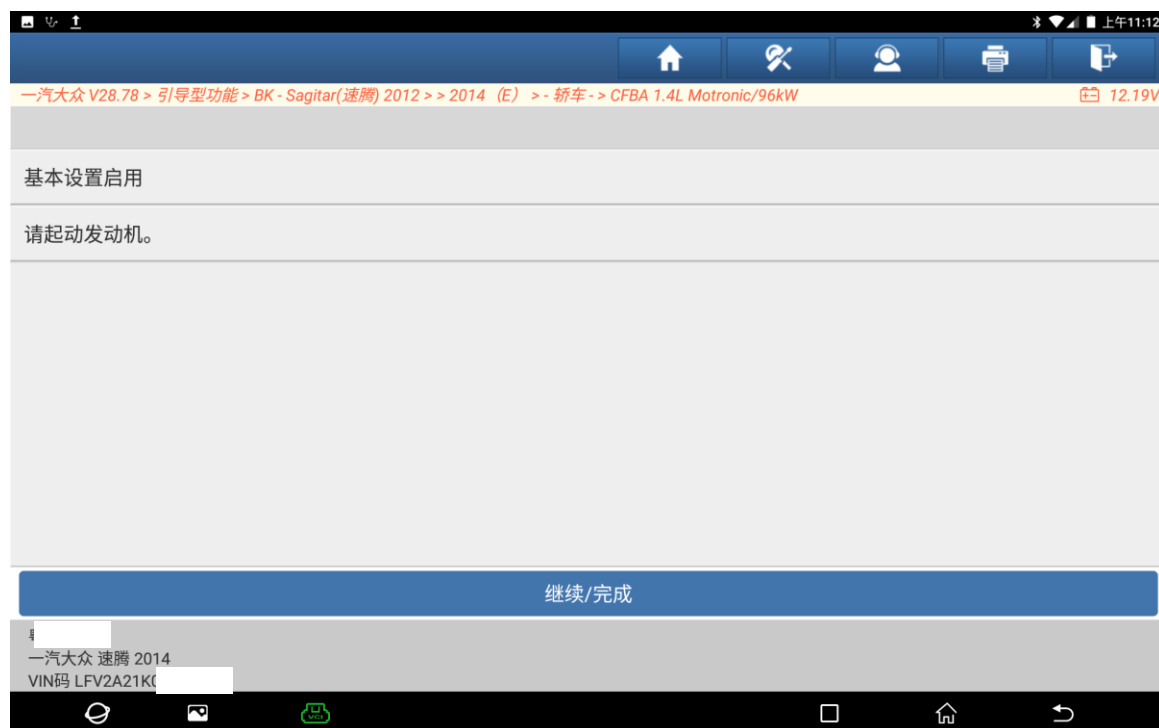 上午11:12
一汽大众 V28.78 > 引导型功能 > BK - Sagitar(速腾) 2012 > > 2014（E） > - 轿车 - > CFBA 1.4L Motronic/96kW 12.19V
基本设置启用
请起动发动机。
继续/完成
一汽大众 速腾 2014
VIN码 LFV2A21K
VCI